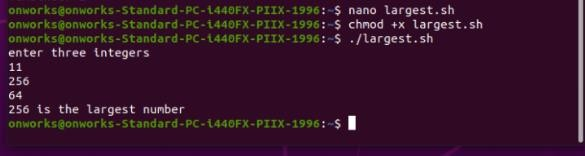 onworks@onworks-Standard-PC-i440FX-PIIX-1996:~$ nano largest.sh
onworks@onworks-Standard-PC-i440FX-PIIX-1996:~$ chmod +x largest.sh
onworks@onworks-Standard-PC-i440FX-PIIX-1996:~$ ./largest.sh
enter three integers
11
256
64
256 is the largest number
onworks@onworks-Standard-PC-i440FX-PIIX-1996:~$